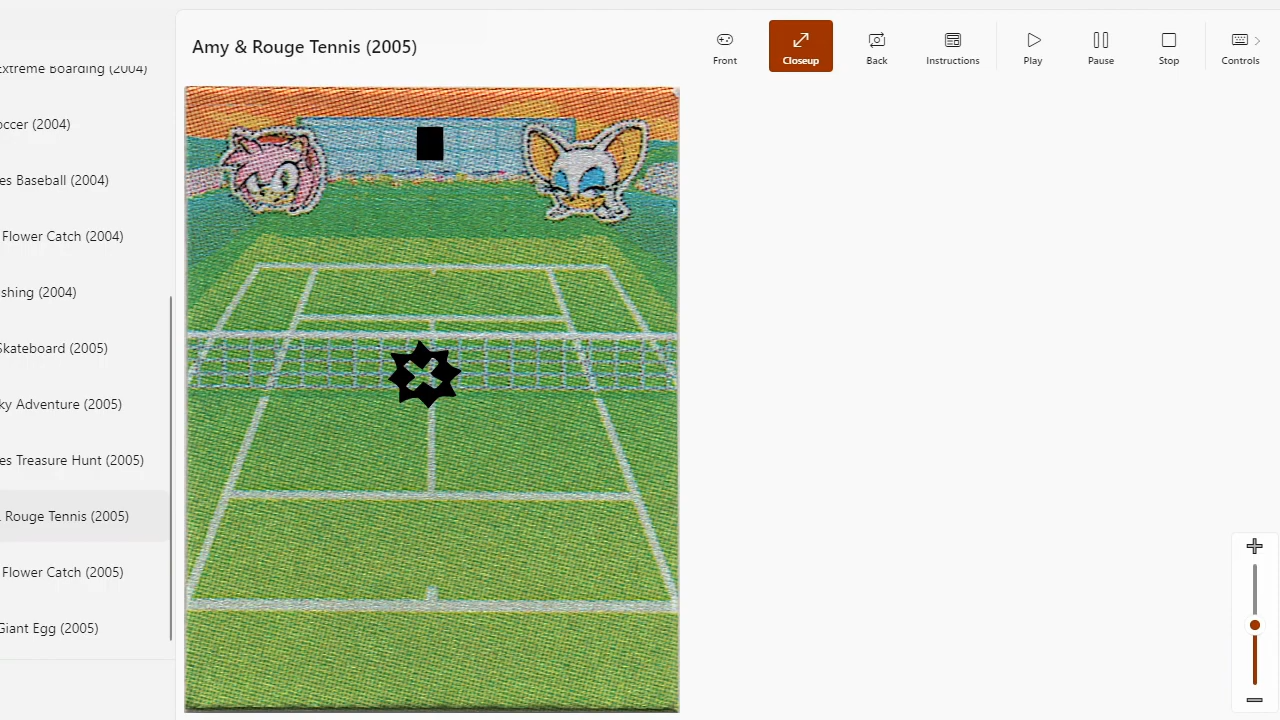 Amy & Rouge Tennis (2005)
Front
Closeup
Back
Instructions
Play
Pause
Stop
Controls
Extreme Boarding (2004)
occer (2004)
es Baseball (2004)
Flower Catch (2004)
shing (2004)
Skateboard (2005)
ky Adventure (2005)
es Treasure Hunt (2005)
Rouge Tennis (2005)
Flower Catch (2005)
Giant Egg (2005)